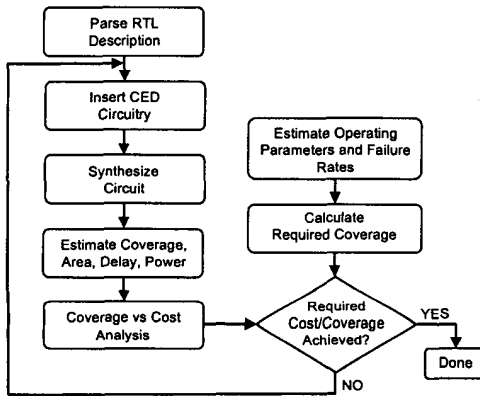 Parse RTL
Description
Insert CED
Circuitry
Synthesize
Circuit
Estimate Coverage,
Area, Delay, Power
Coverage vs Cost
Analysis
Estimate Operating
Parameters and Failure
Rates
Calculate
Required Coverage
Required
Cost/Coverage
Achieved?
YES
Done
NO